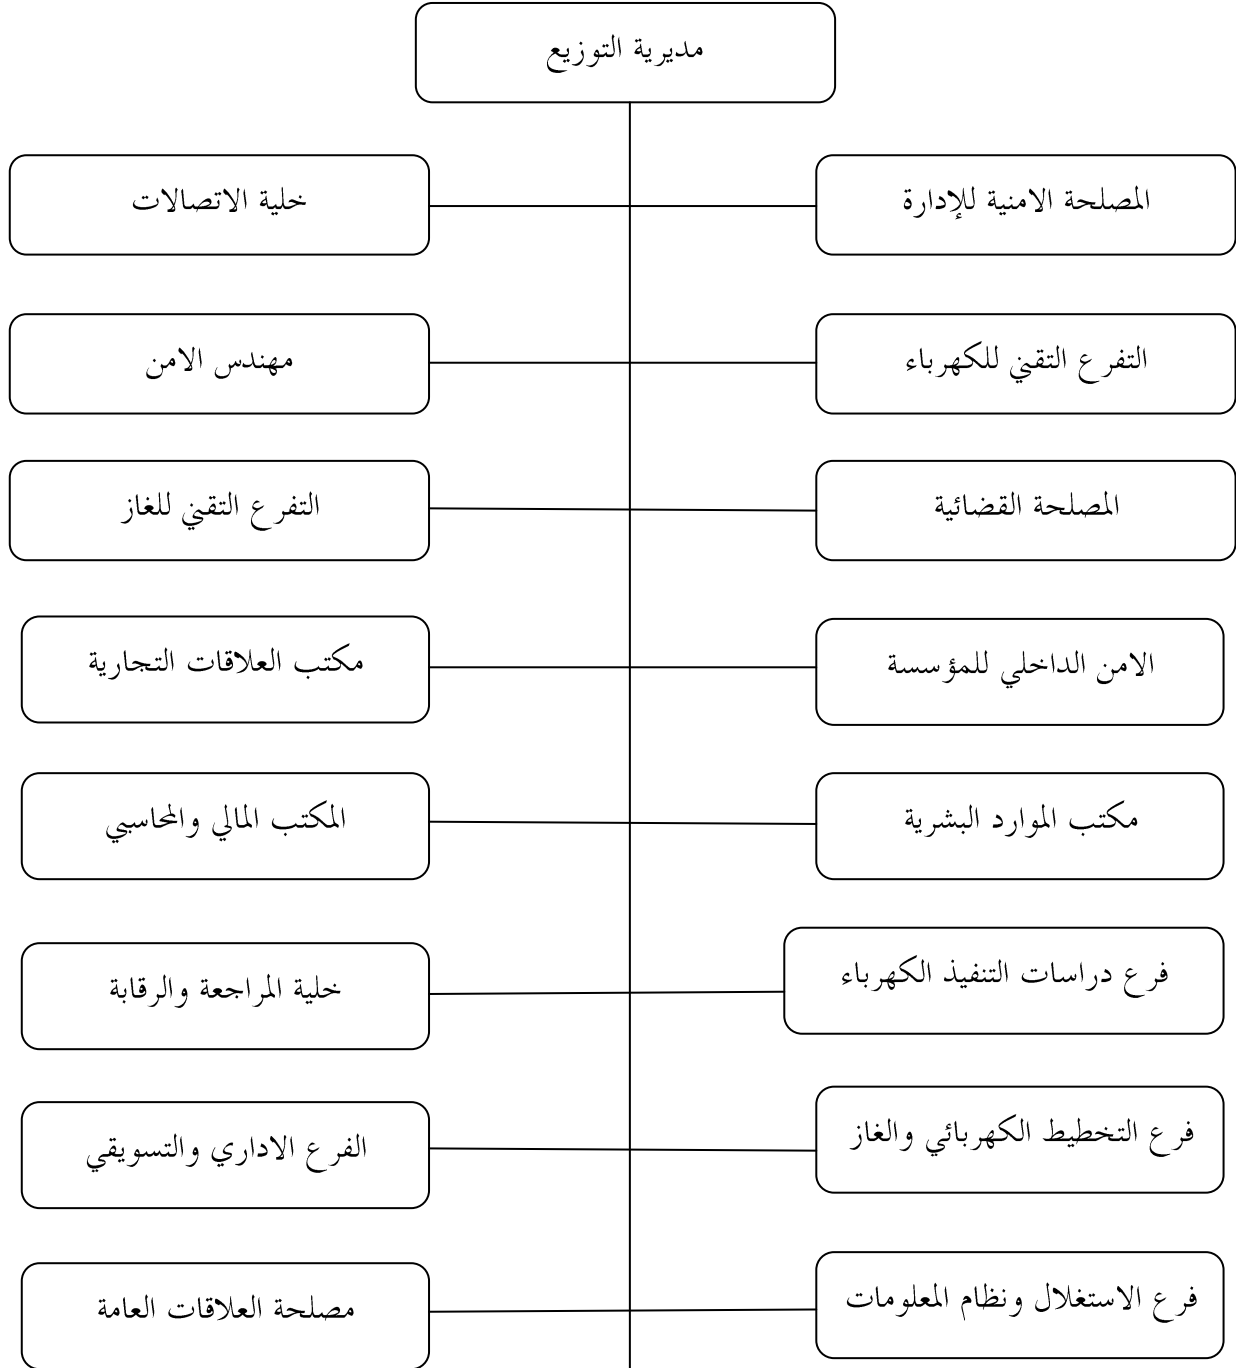 مديرية التوزيع
المصلحة الامنية للإدارة
خلية الاتصالات
التفرع التقني للكهرباء
مهندس الامن
المصلحة القضائية
التفرع التقني للغاز
الامن الداخلي للمؤسسة
مكتب العلاقات التجارية
مكتب الموارد البشرية
المكتب المالي والمحاسبي
فرع دراسات التنفيذ الكهرباء
خلية المراجعة والرقابة
فرع التخطيط الكهربائي والغاز
الفرع الاداري والتسويقي
فرع الاستغلال ونظام المعلومات
مصلحة العلاقات العامة